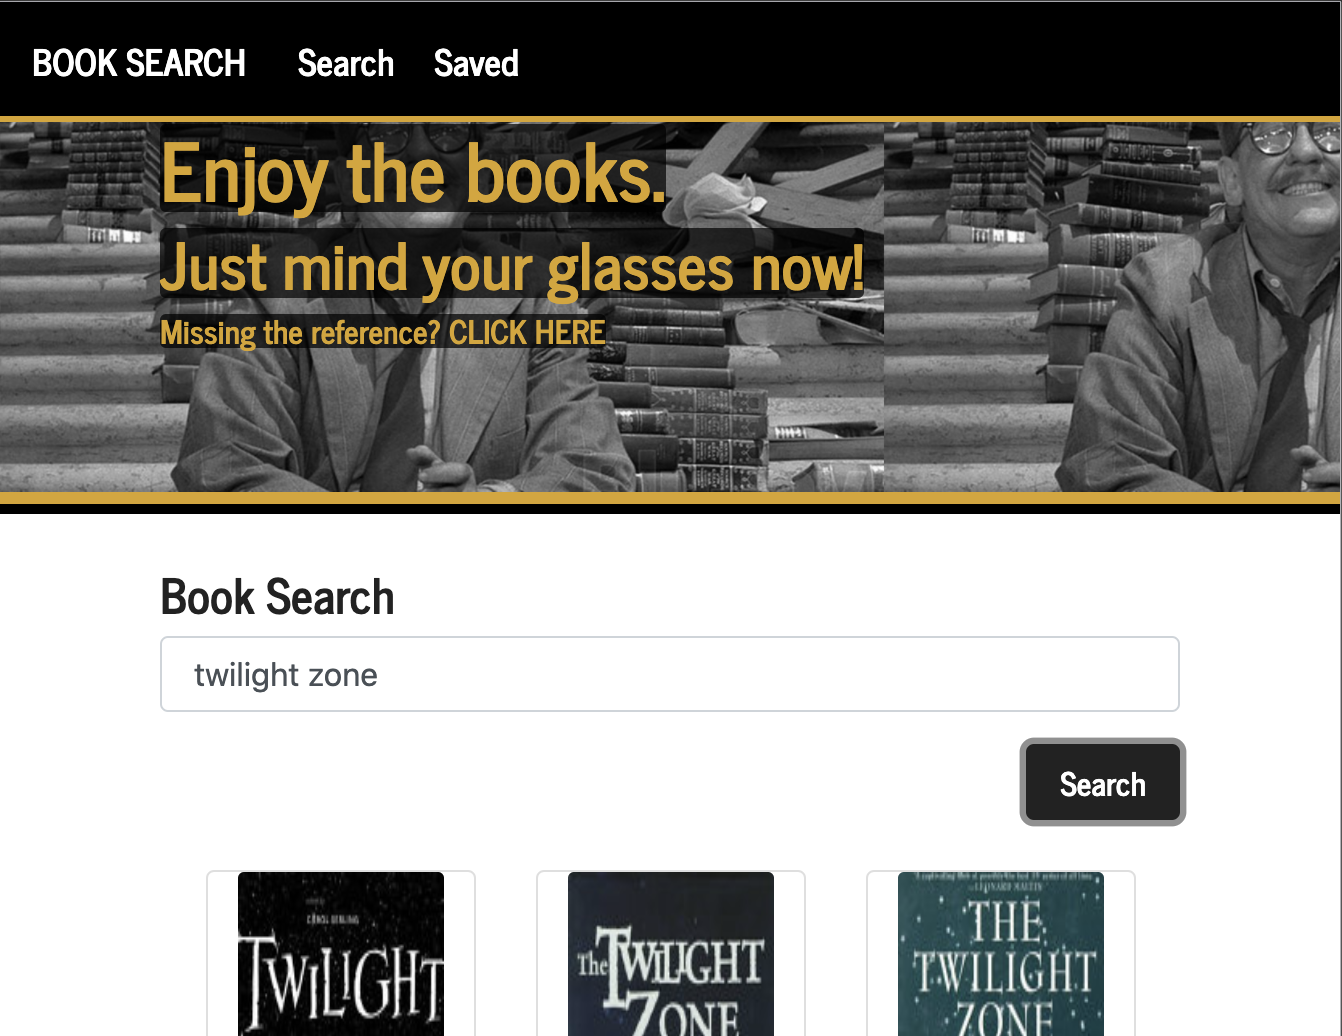 BOOK SEARCH Search Saved
Enjoy the books.
Just mind your glasses now!
Missing the reference? CLICK HERE
Book Search
twilight zone
Search
CAROL SERLING
TWILIGHT
The TWILIGHT
ZONE
LEONARD MALTIN
THE
TWILIGHT
ZONE